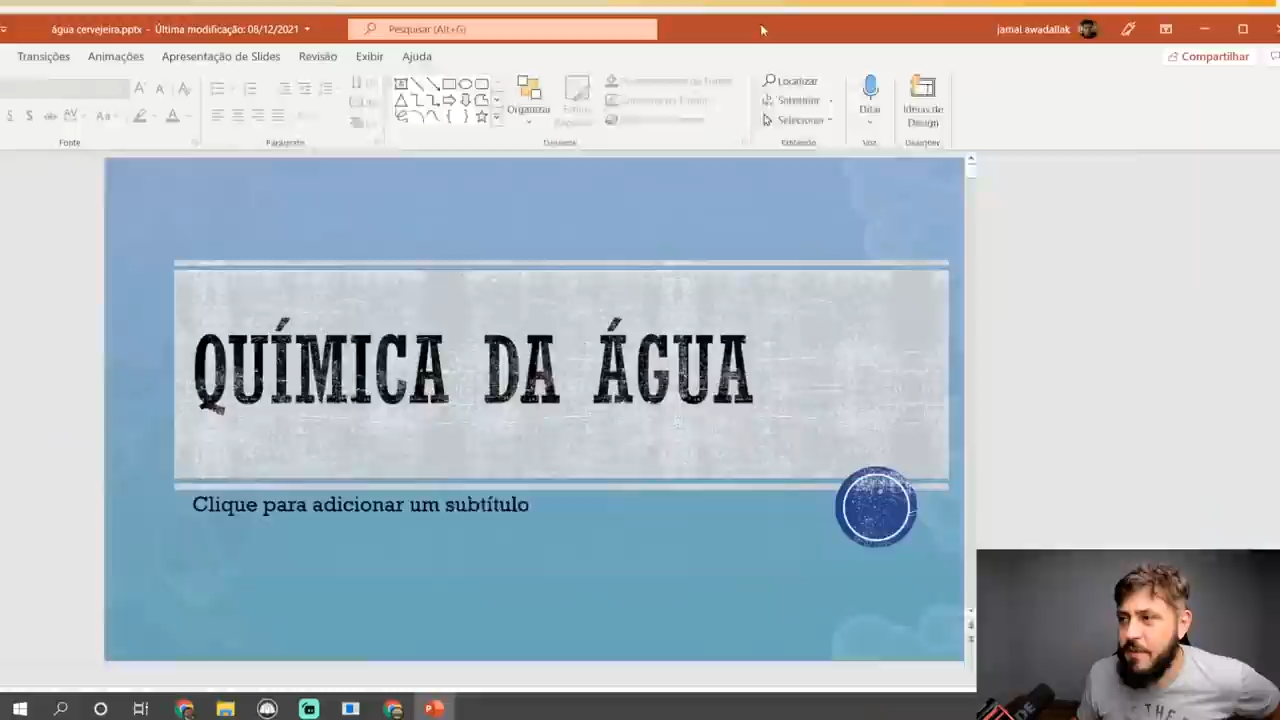 água cervejeira.pptx - Última modificação: 08/12/2021
Pesquisar (Alt+G)
jamal awadallak
Transições Animações Apresentação de Slides Revisão Exibir Ajuda
Compartilhar
Localizar
Organizar
Substituir
Selecionar
Ditar
Ideias de
Design
Fonte
Parágrafo
Desenho
Voz
Designer
QUÍMICA DA ÁGUA
Clique para adicionar um subtítulo
THE